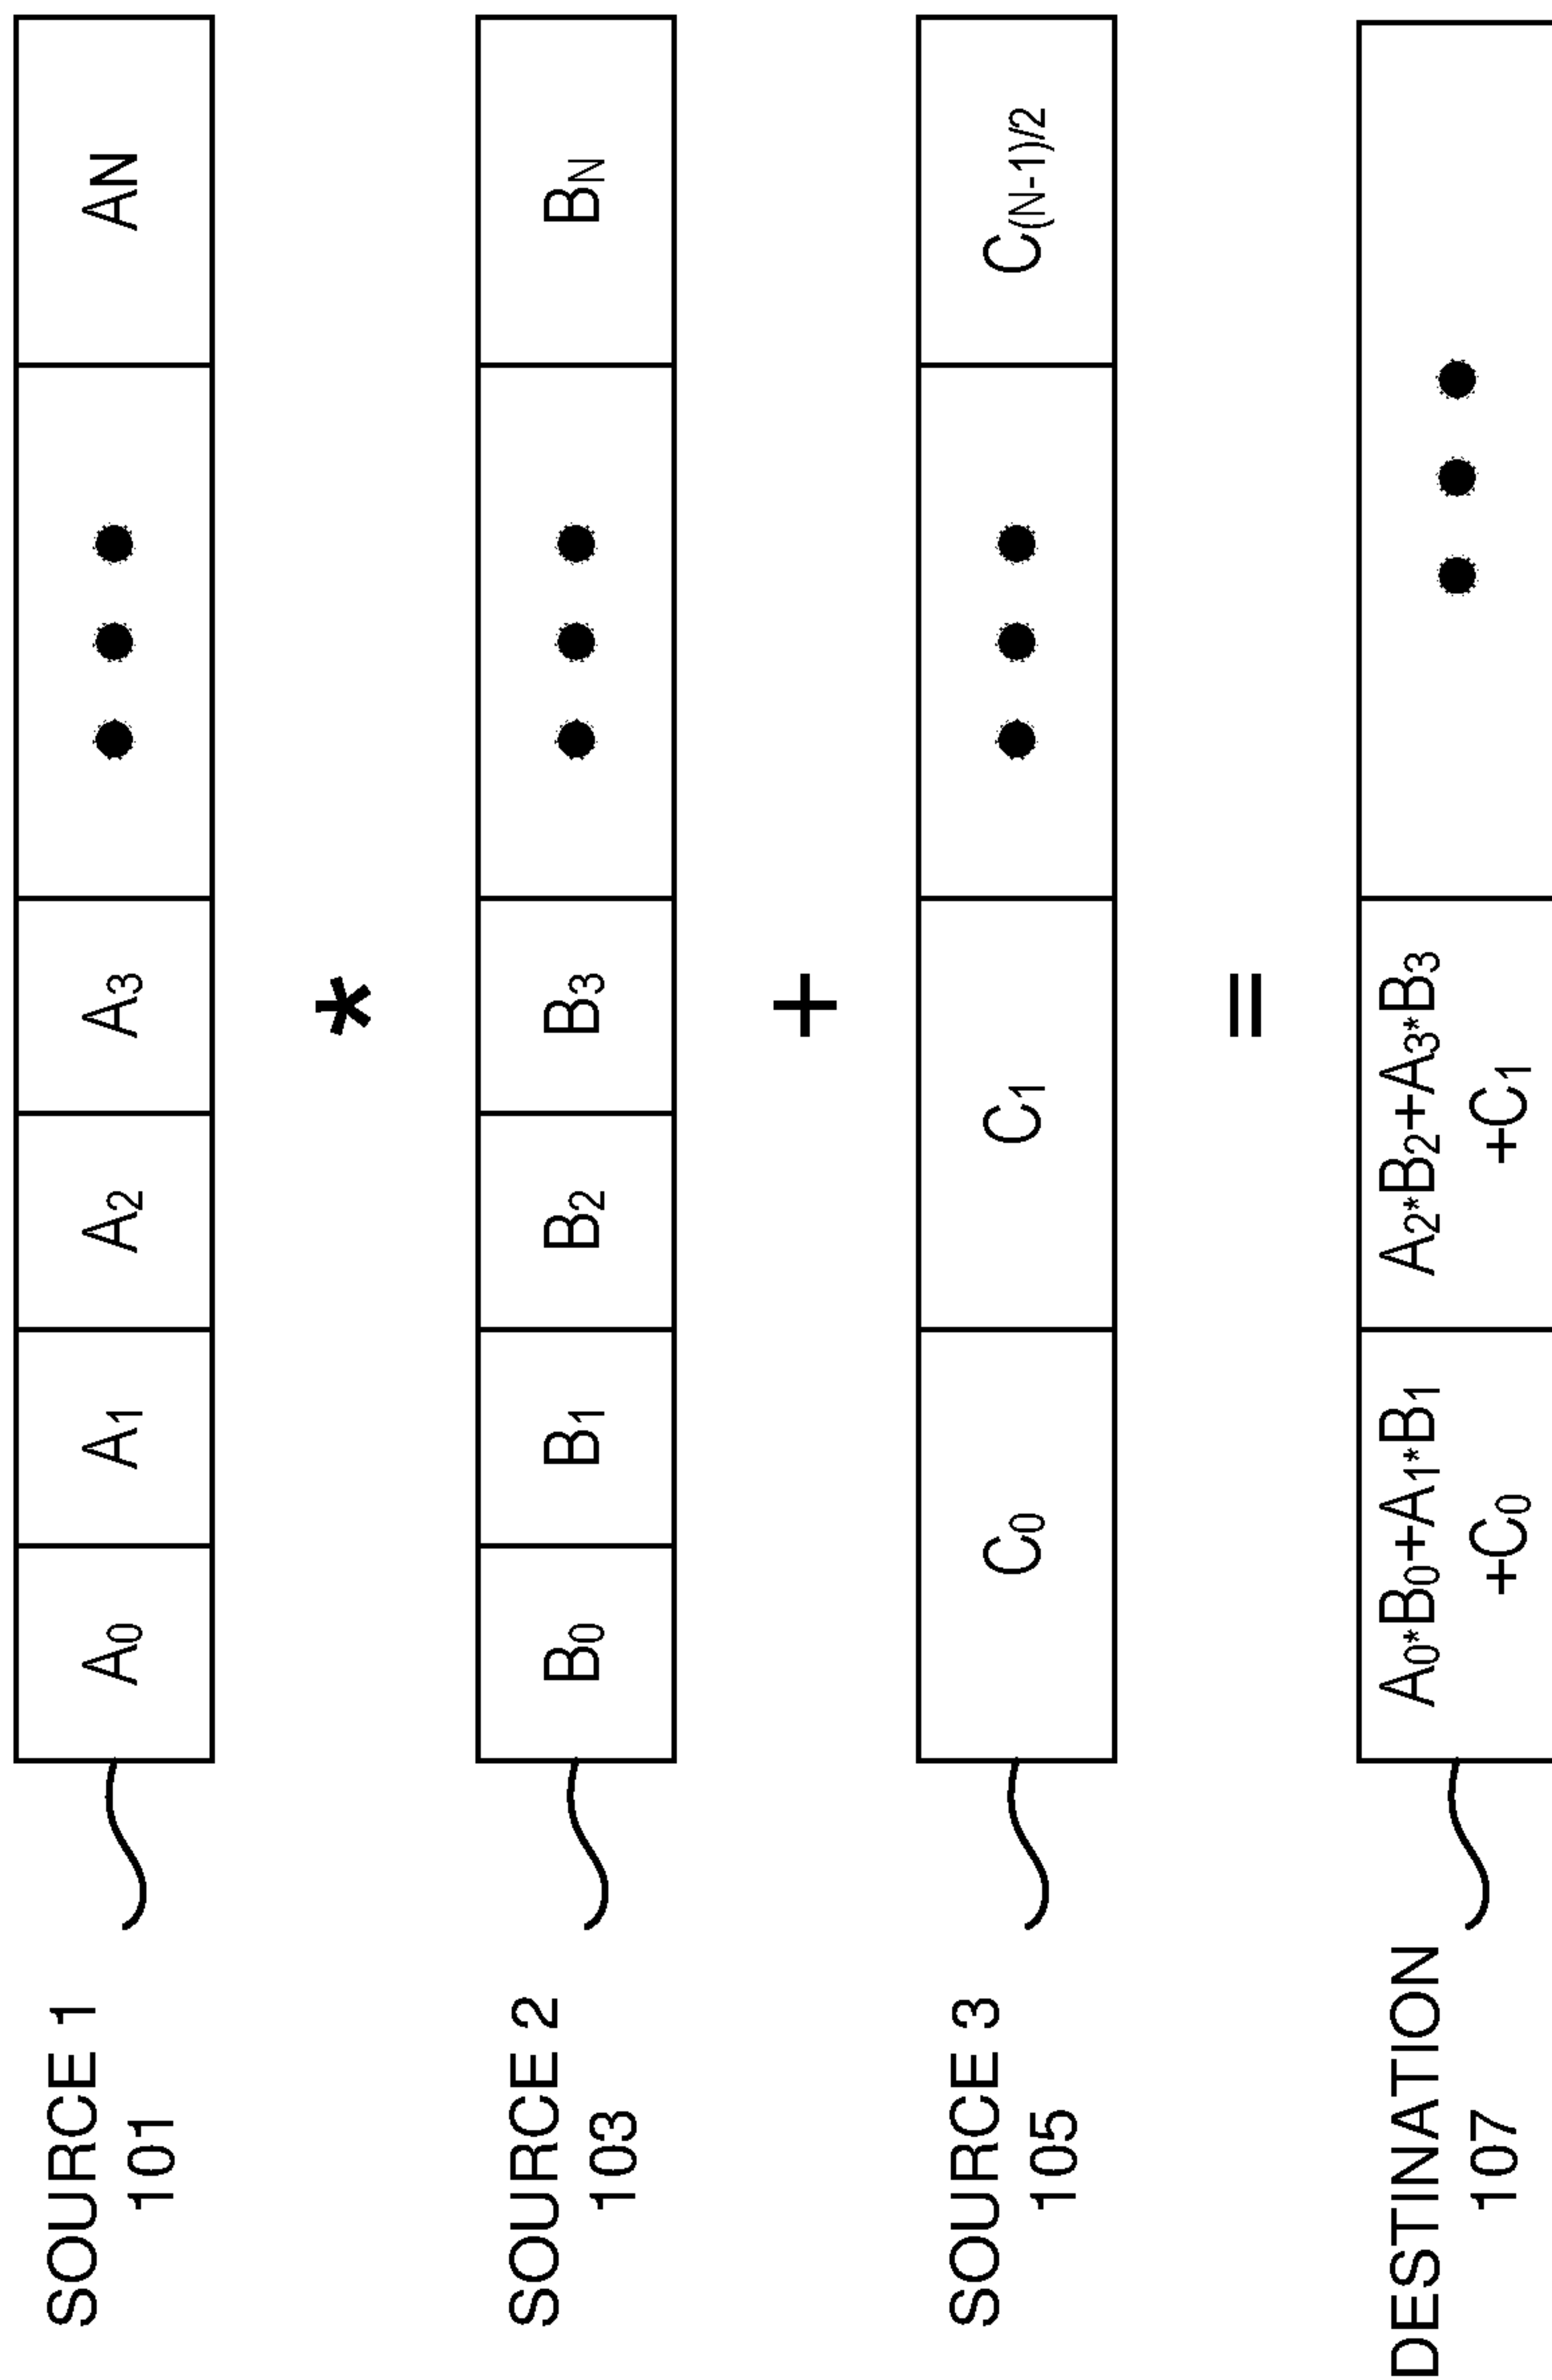 SOURCE 1
101
A0 A1 A2 A3 AN
*
SOURCE 2
103
B0 B1 B2 B3 BN
+
SOURCE 3
105
C0 C1 C(N-1)/2
=
DESTINATION
107
A0*B0+A1*B1
+C0
A2*B2+A3*B3
+C1